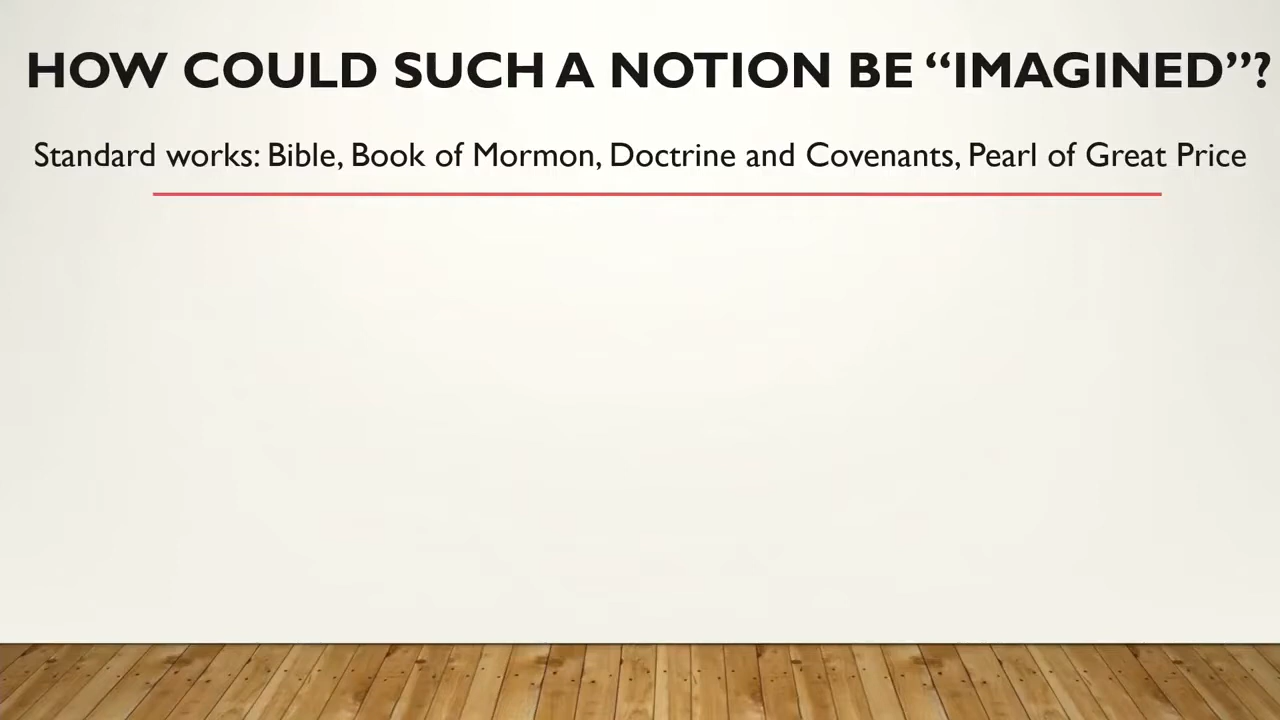 HOW COULD SUCH A NOTION BE “IMAGINED”?
Standard works: Bible, Book of Mormon, Doctrine and Covenants, Pearl of Great Price